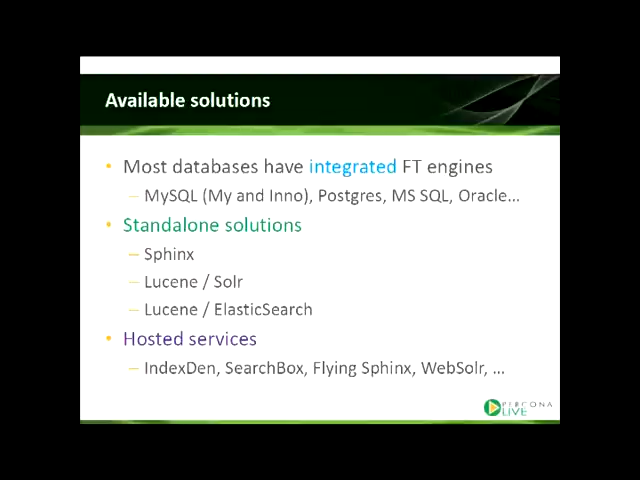 Available solutions
• Most databases have integrated FT engines
– MySQL (My and Inno), Postgres, MS SQL, Oracle...
• Standalone solutions
– Sphinx
– Lucene / Solr
– Lucene / ElasticSearch
• Hosted services
– IndexDen, SearchBox, Flying Sphinx, WebSolr, ...
PERCONA
LIVE